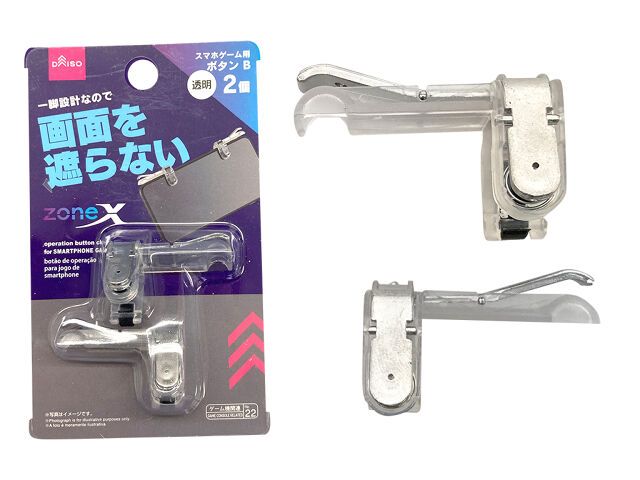 DAISO
スマホゲーム用
ボタン B
透明
2個
一脚設計なので
画面を
遮らない
zoneX
operation button c
for SMARTPHONE GA
botão de operação
para jogo de
smartphone
※写真はイメージです。
※Photograph is for illustrative purposes only.
※A foto é meramente ilustrativa.
ゲーム機関連
GAME CONSOLE RELATED
No.
22